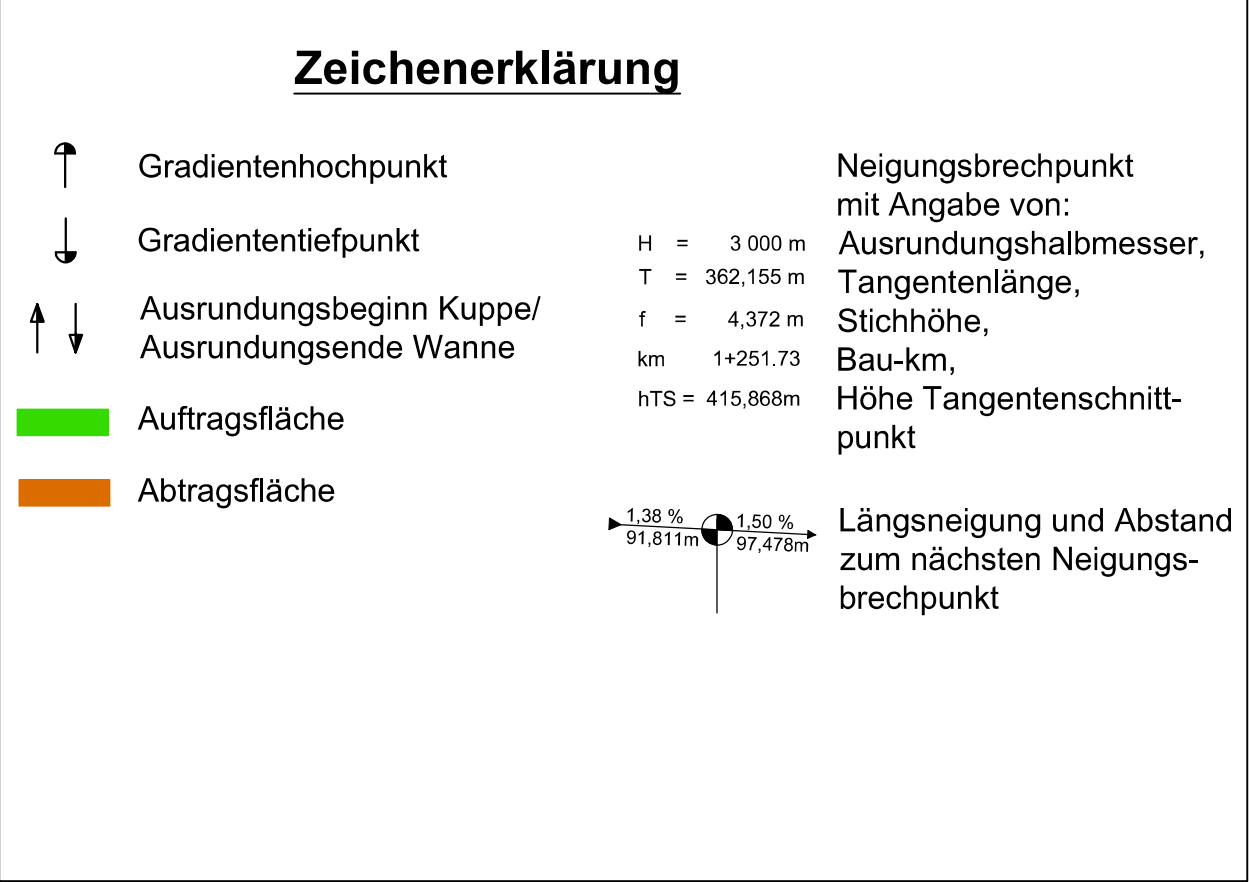 Zeichenerklärung
Gradientenhochpunkt
Gradiententiefpunkt
Ausrundungsbeginn Kuppe/
Ausrundungsende Wanne
Auftragsfläche
Abtragsfläche
Neigungsbrechpunkt
mit Angabe von:
H = 3 000 m Ausrundungshalbmesser,
T = 362,155 m Tangentenlänge,
f = 4,372 m Stichhöhe,
km 1+251.73 Bau-km,
hTS = 415,868m Höhe Tangentenschnitt-
punkt
1,38 % 1,50 %
91,811m 97,478m
Längsneigung und Abstand
zum nächsten Neigungs-
brechpunkt